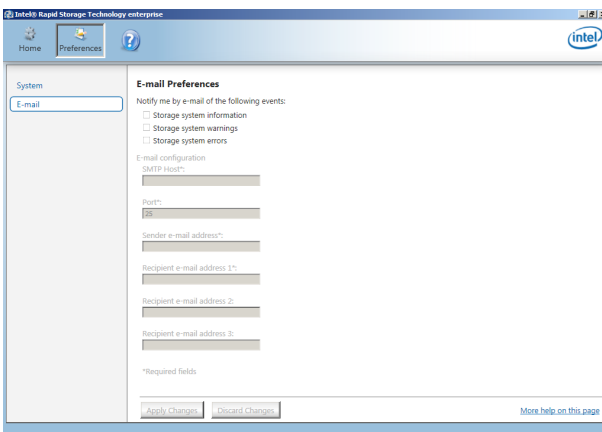 Intel® Rapid Storage Technology enterprise
Home
Preferences
intel
System
E-mail
E-mail Preferences
Notify me by e-mail of the following events:
Storage system information
Storage system warnings
Storage system errors
E-mail configuration
SMTP Host*:
Port*:
25
Sender e-mail address*:
Recipient e-mail address 1*:
Recipient e-mail address 2:
Recipient e-mail address 3:
*Required fields
Apply Changes
Discard Changes
More help on this page